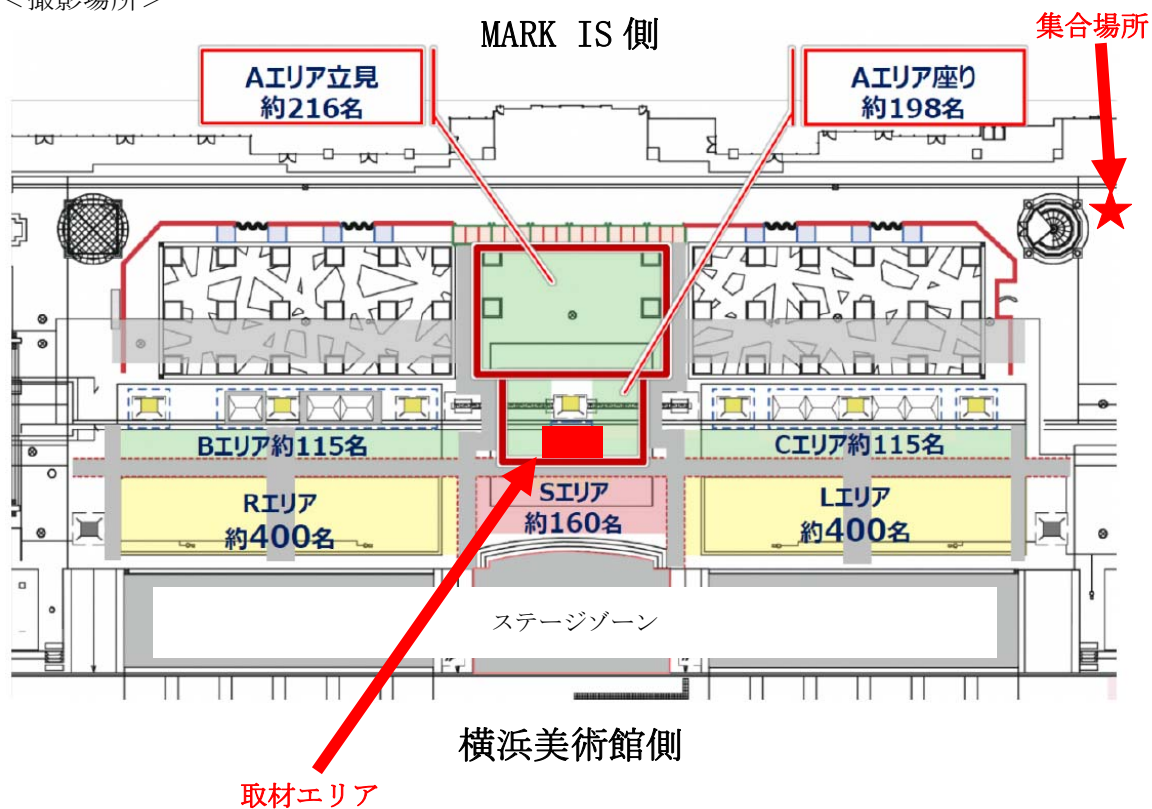 ＜撮影場所＞
MARK IS 側
集合場所
Aエリア立見
約216名
Aエリア座り
約198名
Bエリア約115名
Cエリア約115名
Rエリア
約400名
Sエリア
約160名
Lエリア
約400名
ステージゾーン
横浜美術館側
取材エリア